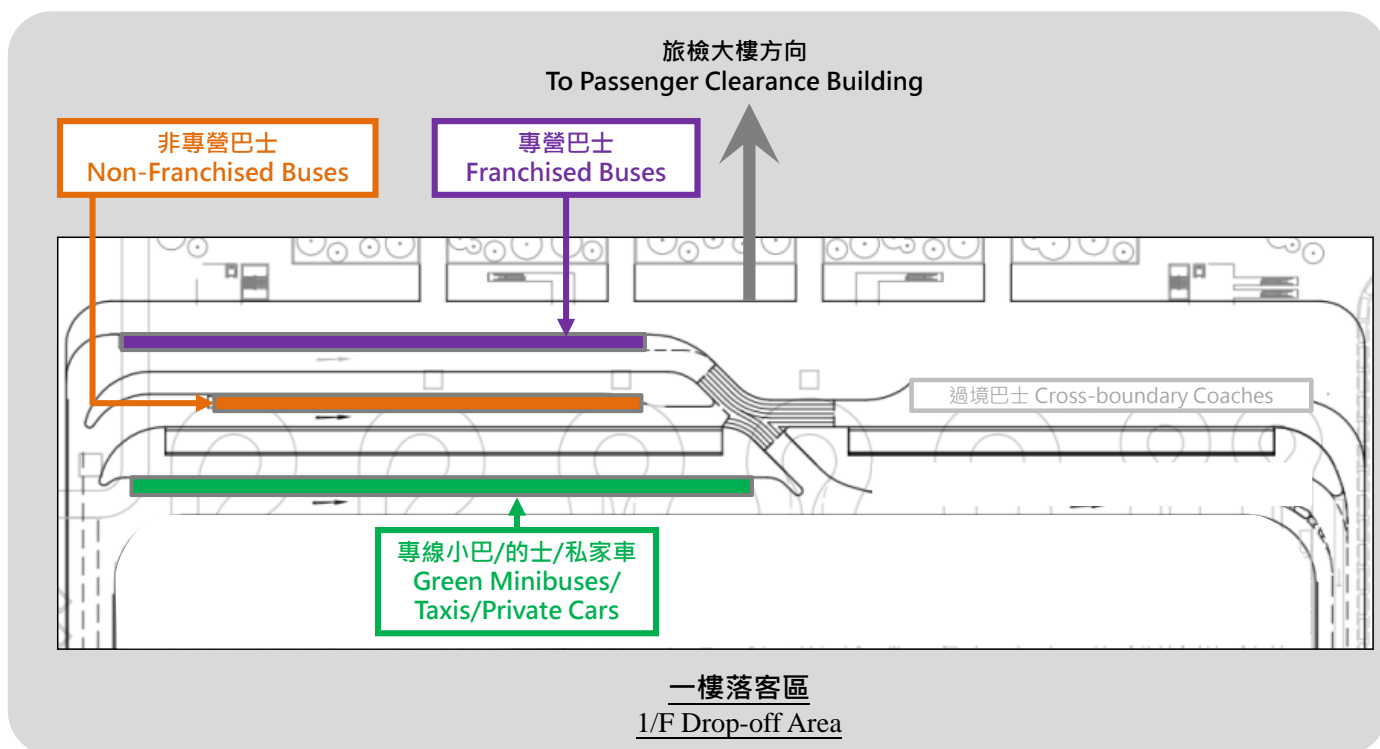 旅檢大樓方向
To Passenger Clearance Building
非專營巴士
Non-Franchised Buses
專營巴士
Franchised Buses
過境巴士 Cross-boundary Coaches
專線小巴/的士/私家車
Green Minibuses/
Taxis/Private Cars
一樓落客區
1/F Drop-off Area